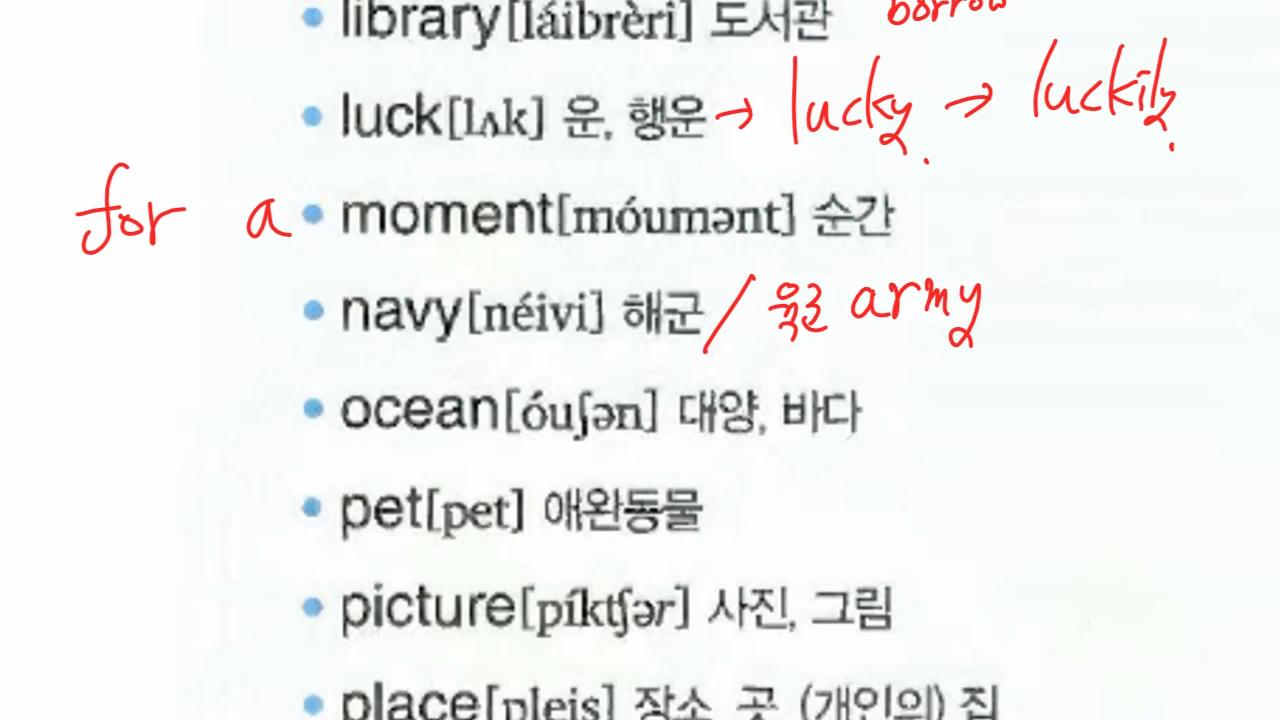 library[láibrèri] 도서관 borrow
luck[lʌk] 운, 행운 → lucky → luckily
for a moment[móumənt] 순간
navy[néivi] 해군 / 육군 army
ocean[óuʃən] 대양, 바다
pet[pet] 애완동물
picture[píktʃər] 사진, 그림
place[pleis] 장소, 곳, (개인의) 집